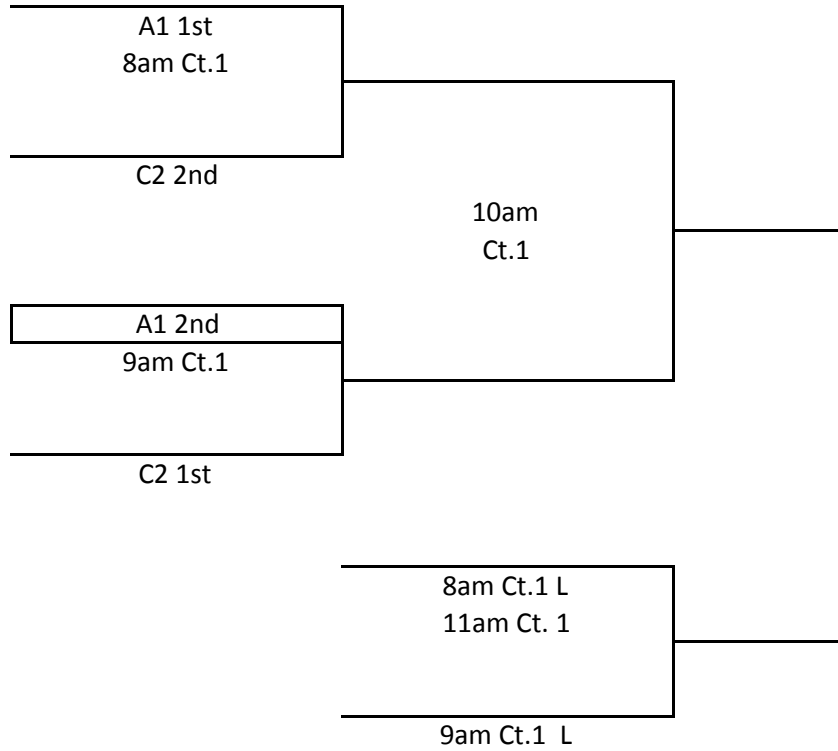 A1 1st
8am Ct.1
C2 2nd
10am
Ct.1
A1 2nd
9am Ct.1
C2 1st
8am Ct.1 L
11am Ct. 1
9am Ct.1  L